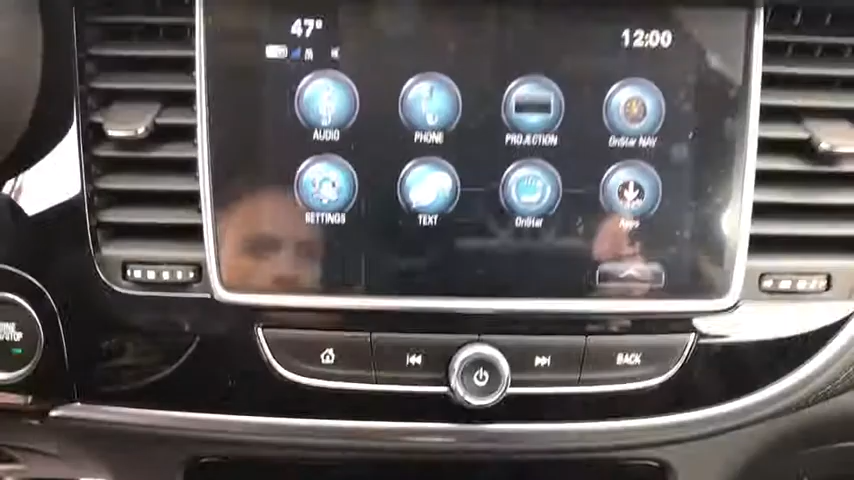 47°
12:00
AUDIO
PHONE
PROJECTION
OnStar NAV
SETTINGS
TEXT
OnStar
Apps
BACK